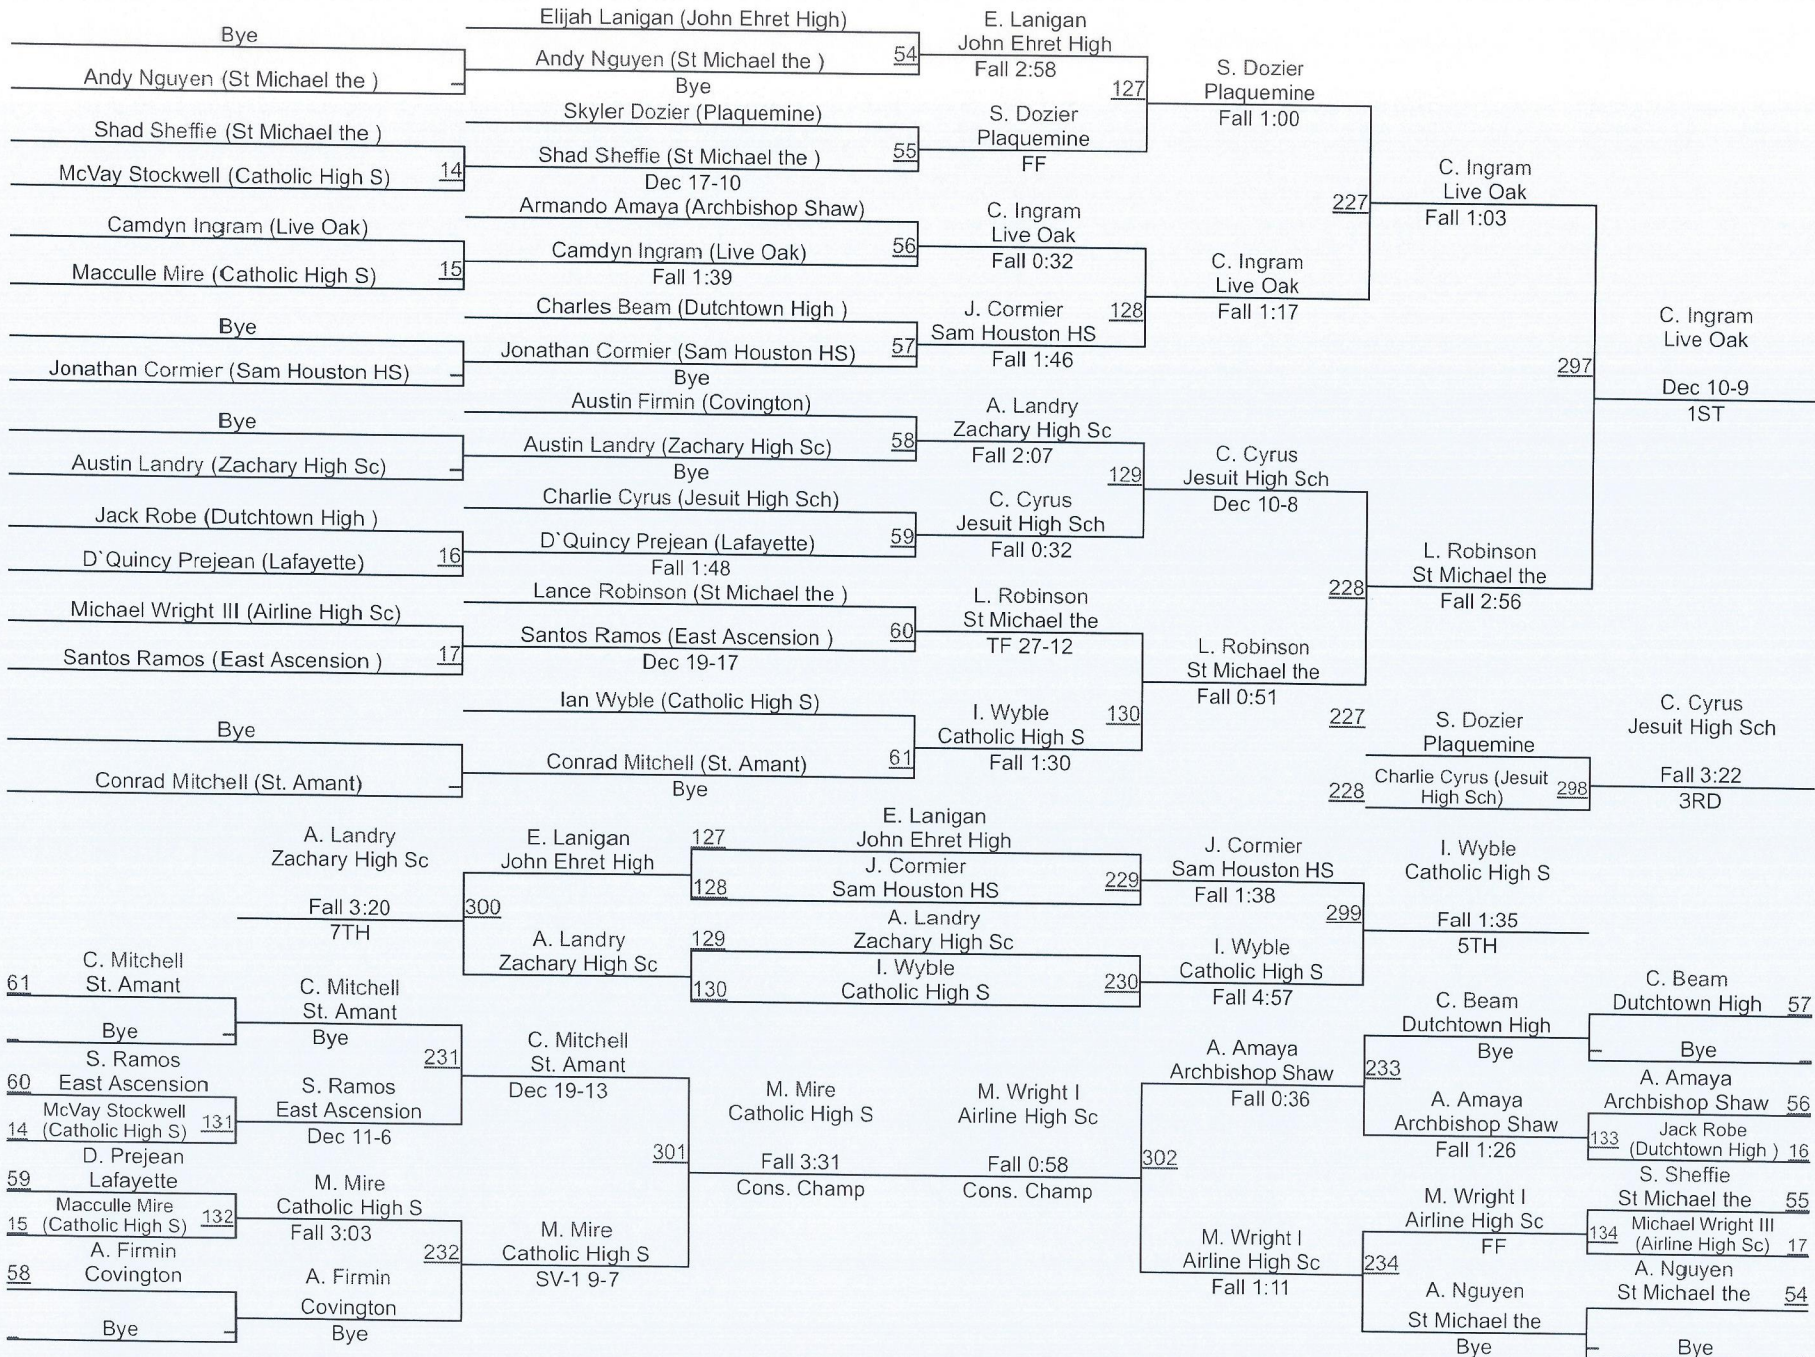 Bye
Andy Nguyen (St Michael the )
Shad Sheffie (St Michael the )
McVay Stockwell (Catholic High S)
14
Camdyn Ingram (Live Oak)
Macculle Mire (Catholic High S)
15
Bye
Jonathan Cormier (Sam Houston HS)
Bye
Austin Landry (Zachary High Sc)
Jack Robe (Dutchtown High )
D`Quincy Prejean (Lafayette)
16
Michael Wright III (Airline High Sc)
Santos Ramos (East Ascension )
17
Bye
Conrad Mitchell (St. Amant)
Elijah Lanigan (John Ehret High)
Andy Nguyen (St Michael the )
54
Bye
Skyler Dozier (Plaquemine)
Shad Sheffie (St Michael the )
55
Dec 17-10
Armando Amaya (Archbishop Shaw)
Camdyn Ingram (Live Oak)
56
Fall 1:39
Charles Beam (Dutchtown High )
Jonathan Cormier (Sam Houston HS)
57
Bye
Austin Firmin (Covington)
Austin Landry (Zachary High Sc)
58
Bye
Charlie Cyrus (Jesuit High Sch)
D`Quincy Prejean (Lafayette)
59
Fall 1:48
Lance Robinson (St Michael the )
Santos Ramos (East Ascension )
60
Dec 19-17
Ian Wyble (Catholic High S)
Conrad Mitchell (St. Amant)
61
Bye
E. Lanigan
John Ehret High
Fall 2:58
127
S. Dozier
Plaquemine
FF
C. Ingram
Live Oak
Fall 0:32
J. Cormier
Sam Houston HS
128
Fall 1:46
A. Landry
Zachary High Sc
Fall 2:07
129
C. Cyrus
Jesuit High Sch
Fall 0:32
L. Robinson
St Michael the
TF 27-12
I. Wyble
Catholic High S
130
Fall 1:30
S. Dozier
Plaquemine
Fall 1:00
227
C. Ingram
Live Oak
Fall 1:17
C. Cyrus
Jesuit High Sch
Dec 10-8
228
L. Robinson
St Michael the
Fall 0:51
C. Ingram
Live Oak
Fall 1:03
297
L. Robinson
St Michael the
Fall 2:56
C. Ingram
Live Oak
Dec 10-9
1ST
227
S. Dozier
Plaquemine
228
Charlie Cyrus (Jesuit
High Sch)
298
C. Cyrus
Jesuit High Sch
Fall 3:22
3RD
A. Landry
Zachary High Sc
Fall 3:20
7TH
E. Lanigan
John Ehret High
300
A. Landry
Zachary High Sc
127
E. Lanigan
John Ehret High
128
J. Cormier
Sam Houston HS
229
129
A. Landry
Zachary High Sc
130
I. Wyble
Catholic High S
230
J. Cormier
Sam Houston HS
Fall 1:38
299
I. Wyble
Catholic High S
Fall 4:57
I. Wyble
Catholic High S
Fall 1:35
5TH
C. Mitchell
61
St. Amant
Bye
S. Ramos
60
East Ascension
McVay Stockwell
14
(Catholic High S)
131
D. Prejean
59
Lafayette
Macculle Mire
15
(Catholic High S)
132
A. Firmin
58
Covington
Bye
C. Mitchell
St. Amant
Bye
231
S. Ramos
East Ascension
Dec 11-6
M. Mire
Catholic High S
Fall 3:03
232
A. Firmin
Covington
Bye
C. Mitchell
St. Amant
Dec 19-13
301
M. Mire
Catholic High S
SV-1 9-7
M. Mire
Catholic High S
Fall 3:31
Cons. Champ
M. Wright I
Airline High Sc
Fall 0:58
Cons. Champ
302
A. Amaya
Archbishop Shaw
Fall 0:36
M. Wright I
Airline High Sc
Fall 1:11
C. Beam
Dutchtown High
Bye
233
A. Amaya
Archbishop Shaw
Fall 1:26
M. Wright I
Airline High Sc
FF
234
A. Nguyen
St Michael the
Bye
C. Beam
Dutchtown High
57
Bye
A. Amaya
Archbishop Shaw
56
133
Jack Robe
(Dutchtown High )
16
S. Sheffie
St Michael the
55
134
Michael Wright III
(Airline High Sc)
17
A. Nguyen
St Michael the
54
Bye